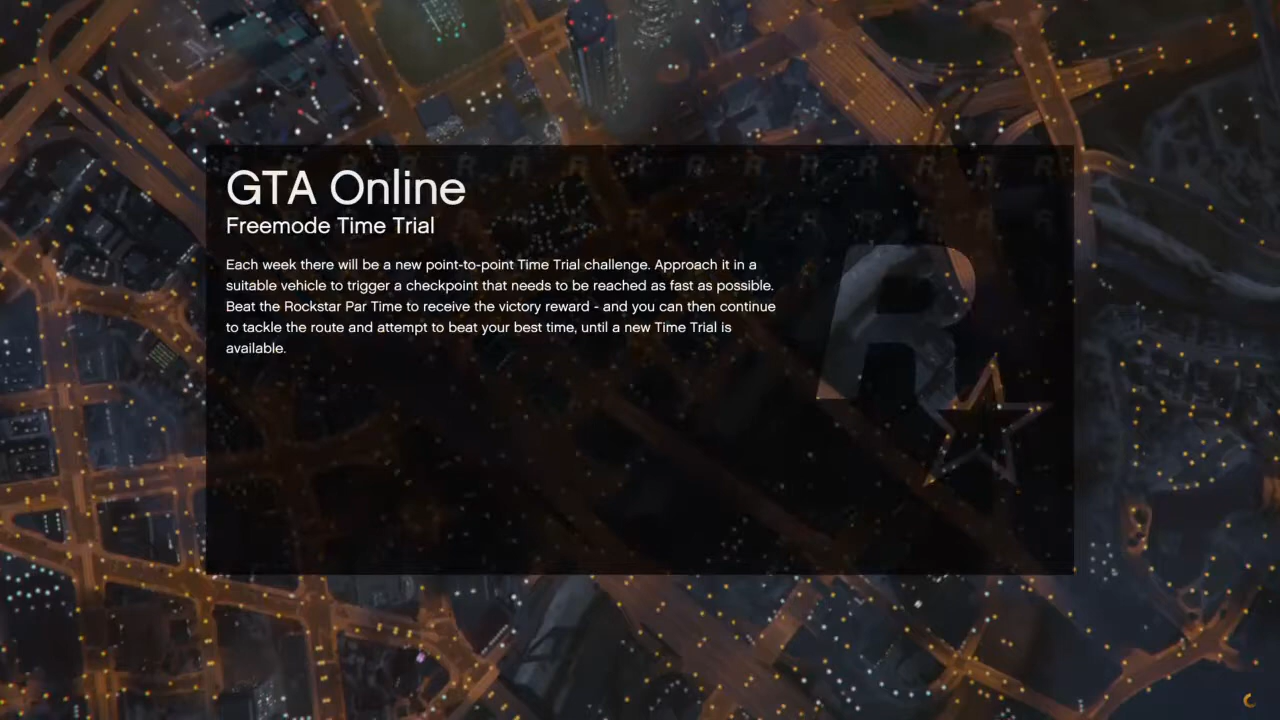 GTA Online
Freemode Time Trial
Each week there will be a new point-to-point Time Trial challenge. Approach it in a
suitable vehicle to trigger a checkpoint that needs to be reached as fast as possible.
Beat the Rockstar Par Time to receive the victory reward - and you can then continue
to tackle the route and attempt to beat your best time, until a new Time Trial is
available.
R